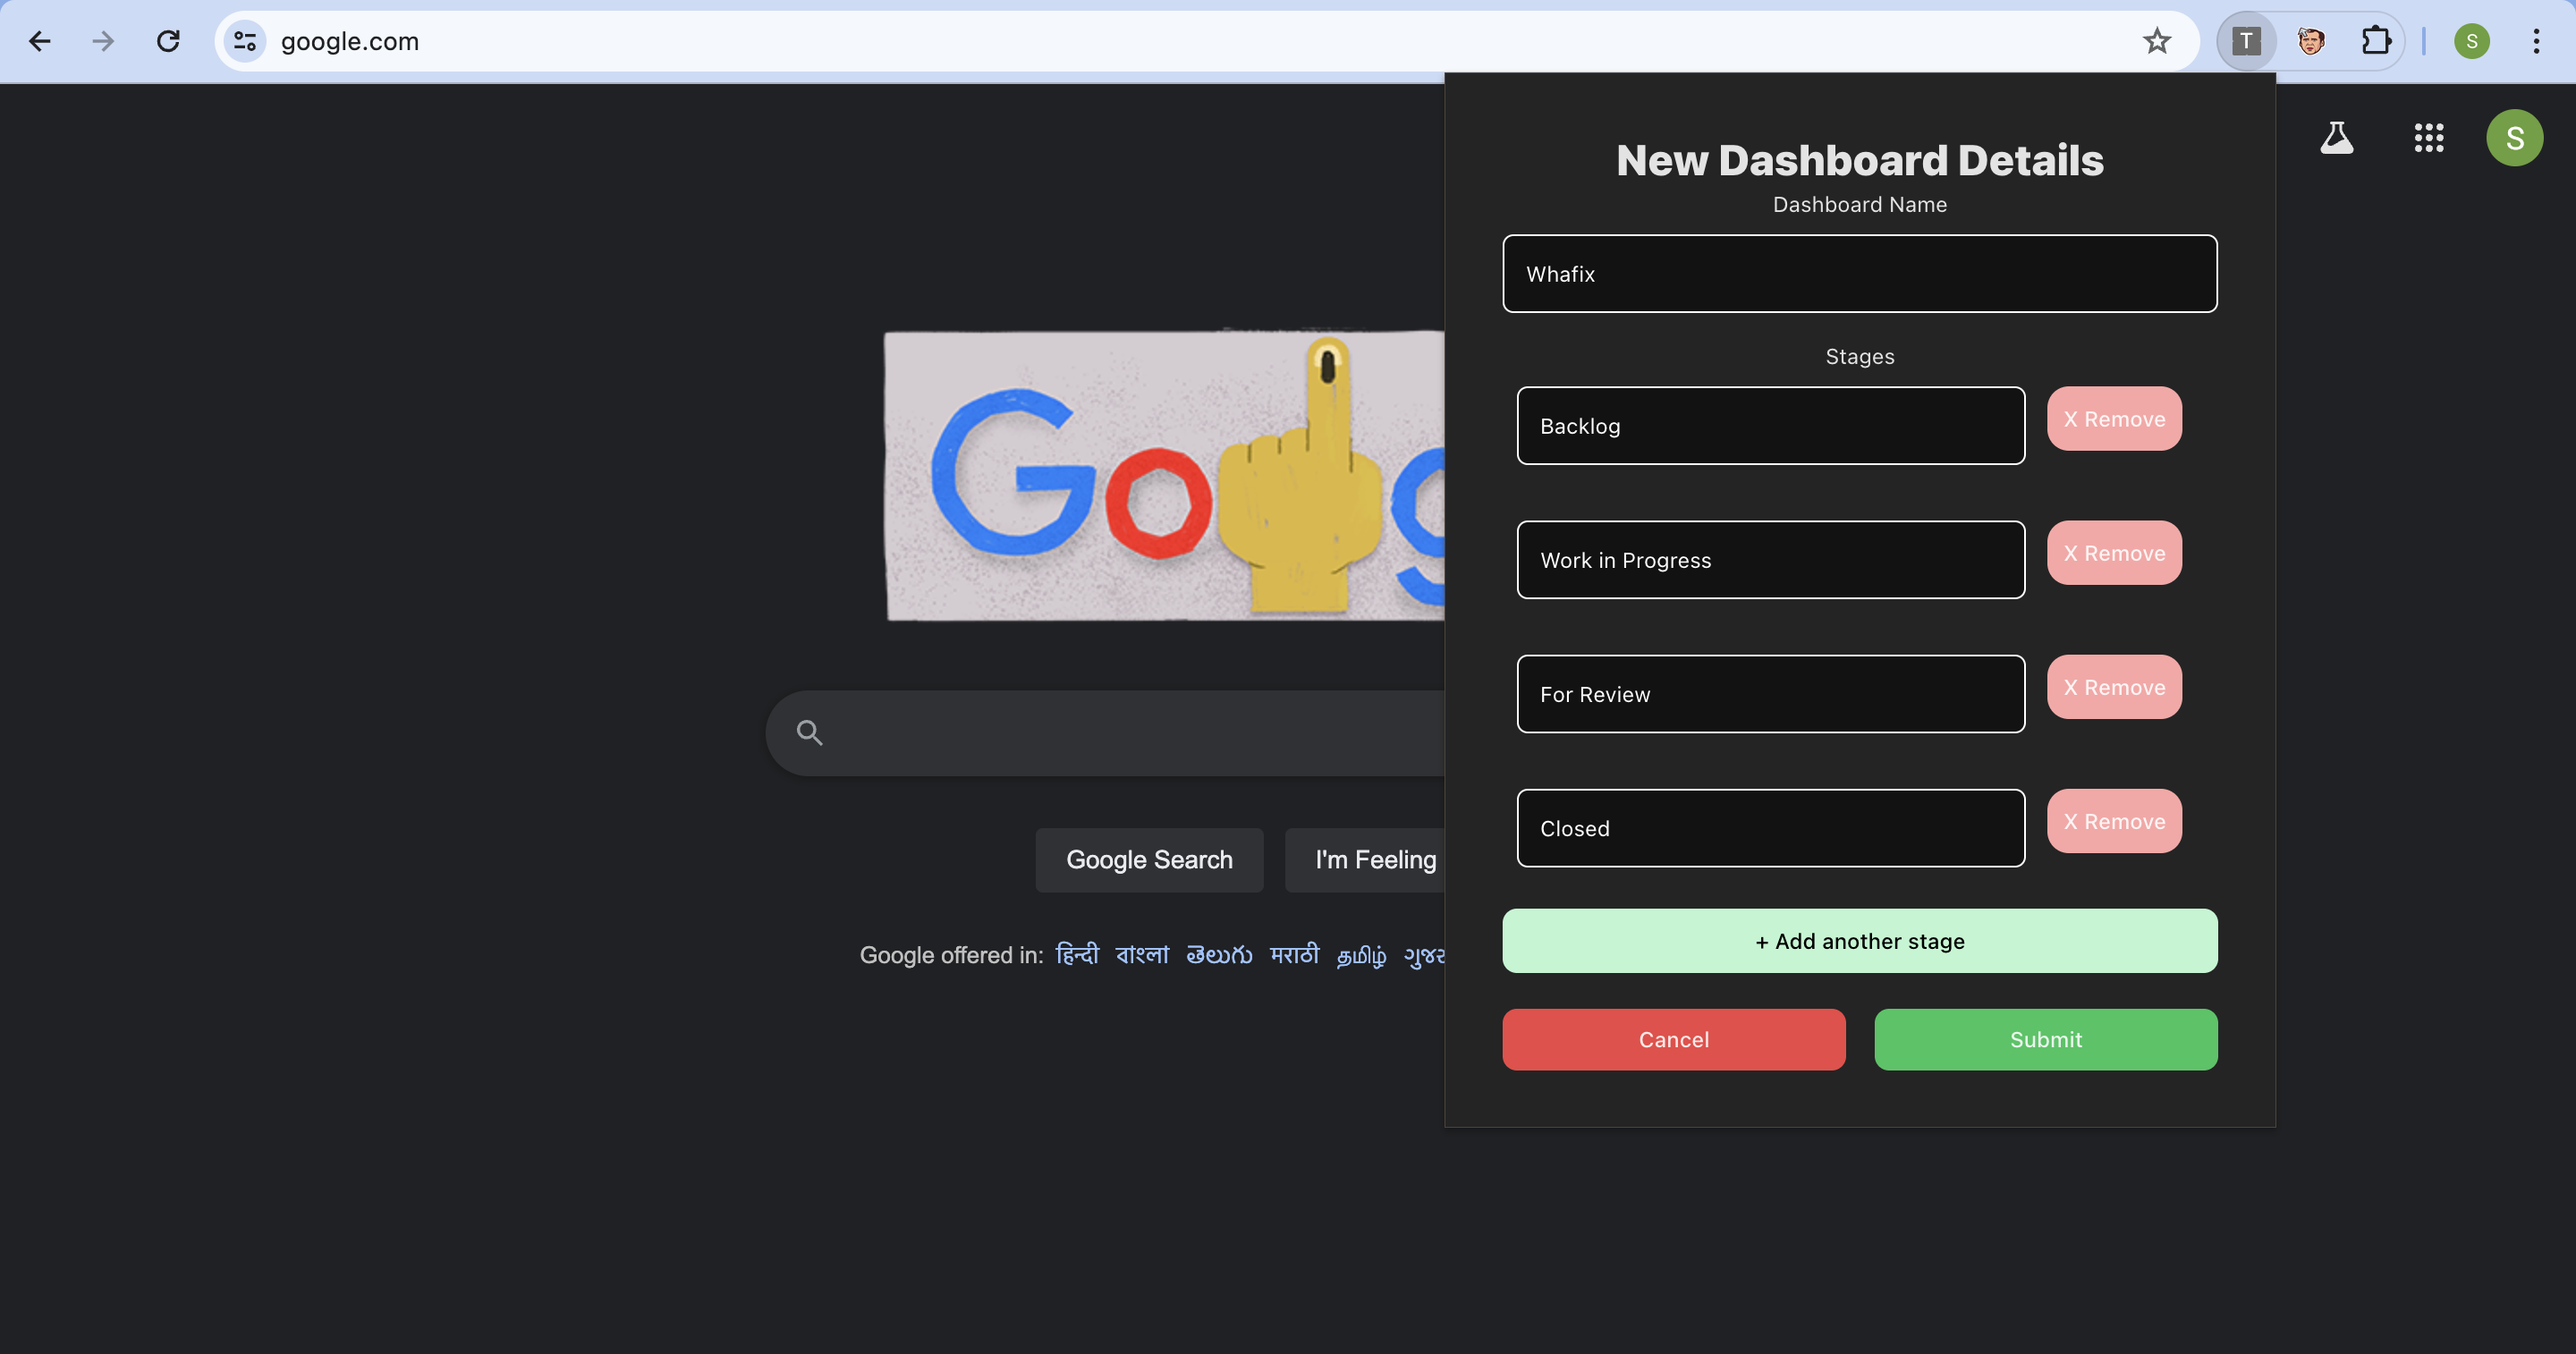 google.com
T
S
S
New Dashboard Details
Dashboard Name
Whafix
Stages
Backlog
X Remove
Work in Progress
X Remove
For Review
X Remove
Closed
X Remove
+ Add another stage
Cancel
Submit
Go g
Google Search
I'm Feeling
Google offered in: हिन्दी বাংলা తెలుగు मराठी தமிழ்